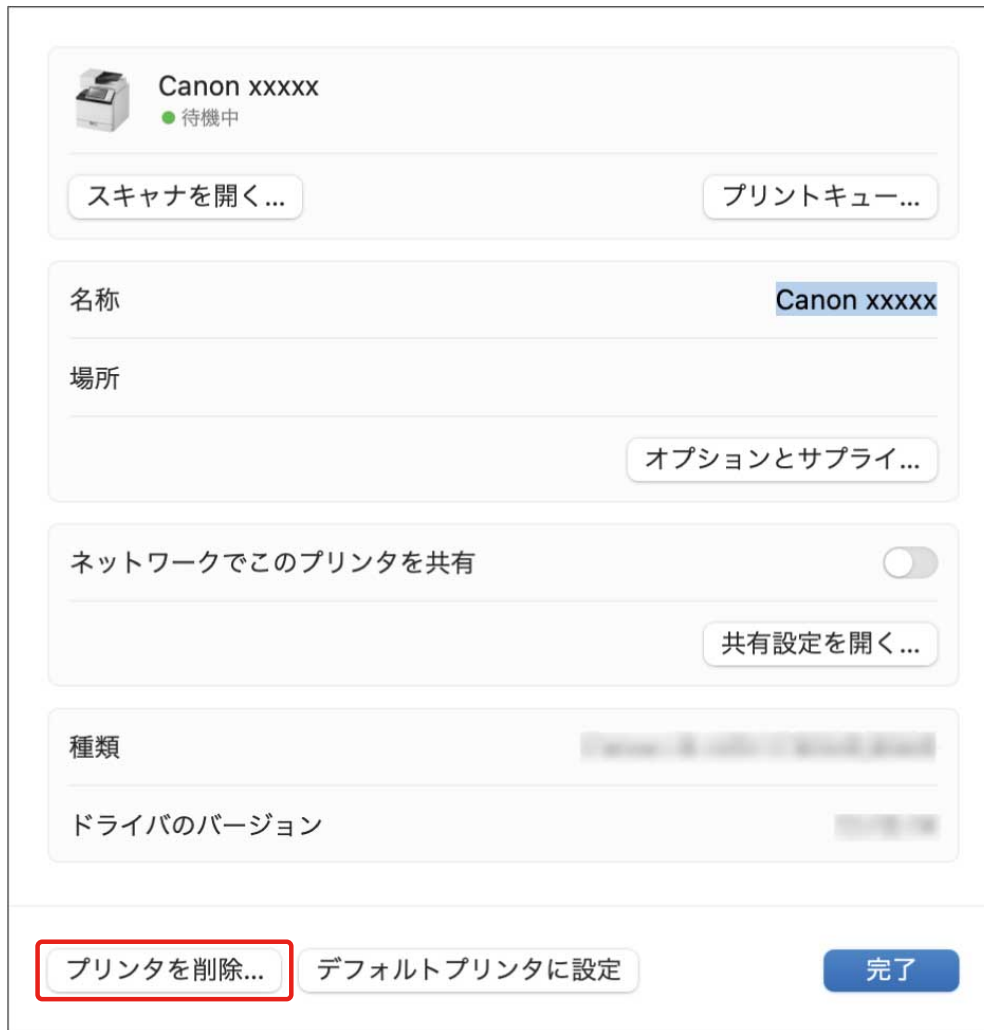 Canon xxxxx
待機中
スキャナを開く...
プリントキュー...
名称
Canon xxxxx
場所
オプションとサプライ...
ネットワークでこのプリンタを共有
共有設定を開く...
種類
ドライバのバージョン
プリンタを削除...
デフォルトプリンタに設定
完了